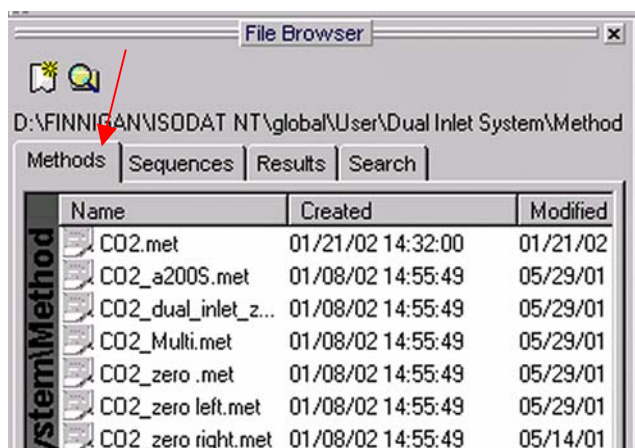 File Browser
D:\FINNIGAN\ISODAT NT\global\User\Dual Inlet System\Method
Methods Sequences Results Search
Name Created Modified
CO2.met 01/21/02 14:32:00 01/21/02
CO2_a200S.met 01/08/02 14:55:49 05/29/01
CO2_dual_inlet_z... 01/08/02 14:55:49 05/29/01
CO2_Multi.met 01/08/02 14:55:49 05/29/01
CO2_zero .met 01/08/02 14:55:49 05/29/01
CO2_zero left.met 01/08/02 14:55:49 05/29/01
CO2_zero right.met 01/08/02 14:55:49 05/14/01
ystem\Method